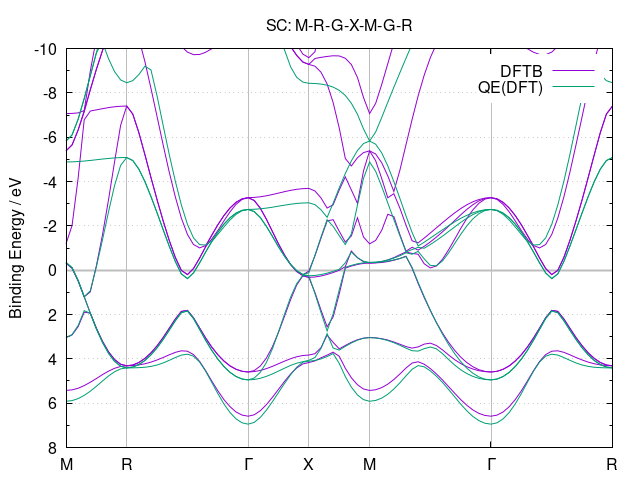 SC: M-R-G-X-M-G-R
DFTB
QE(DFT)
Binding Energy / eV
-10
-8
-6
-4
-2
0
2
4
6
8
M R Γ X M Γ R